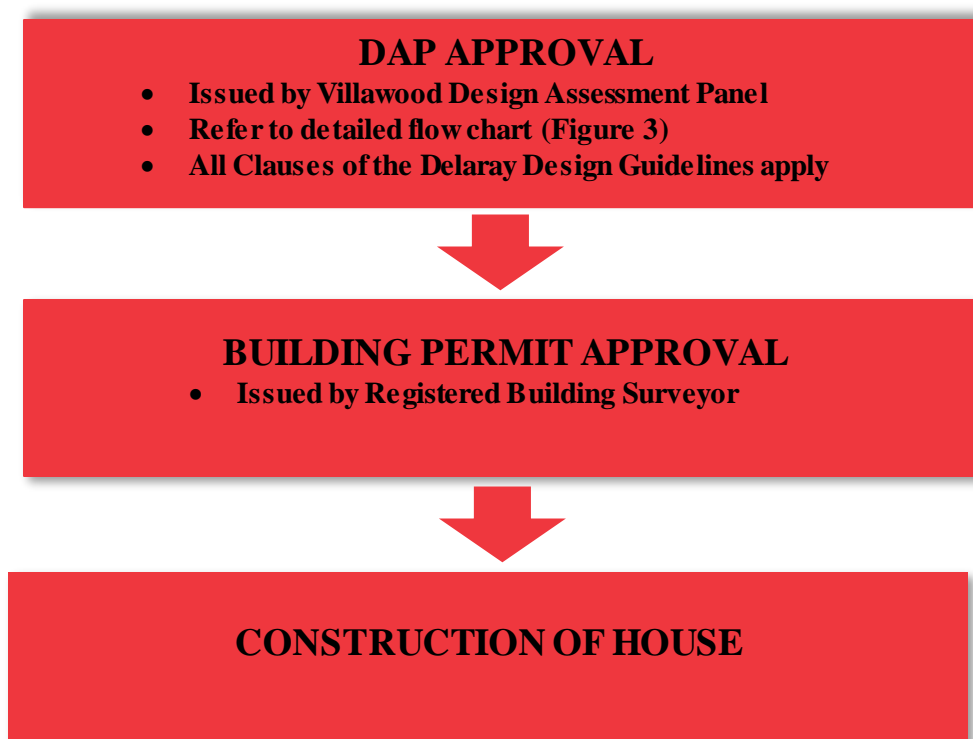 DAP APPROVAL
• Issued by Villawood Design Assessment Panel
• Refer to detailed flow chart (Figure 3)
• All Clauses of the Delaray Design Guidelines apply
BUILDING PERMIT APPROVAL
• Issued by Registered Building Surveyor
CONSTRUCTION OF HOUSE